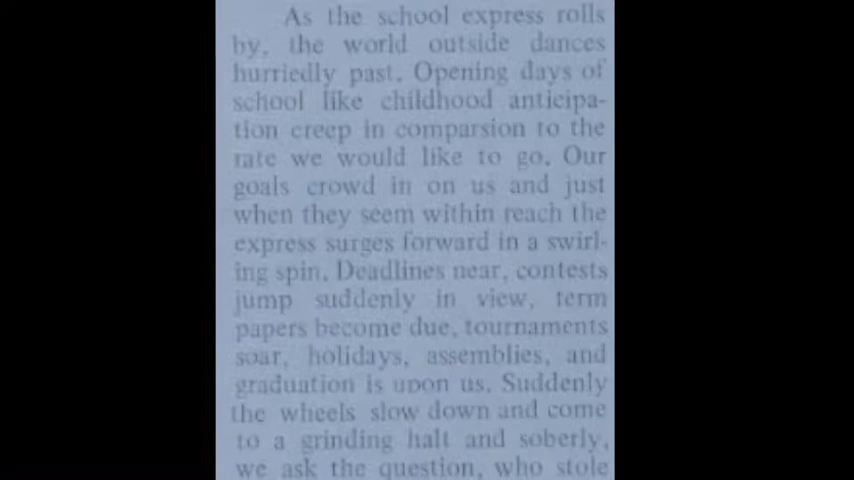 As the school express rolls
by, the world outside dances
hurriedly past. Opening days of
school like childhood anticipa-
tion creep in comparsion to the
rate we would like to go. Our
goals crowd in on us and just
when they seem within reach the
express surges forward in a swirl-
ing spin. Deadlines near, contests
jump suddenly in view, term
papers become due, tournaments
soar, holidays, assemblies, and
graduation is upon us. Suddenly
the wheels slow down and come
to a grinding halt and soberly,
we ask the question, who stole